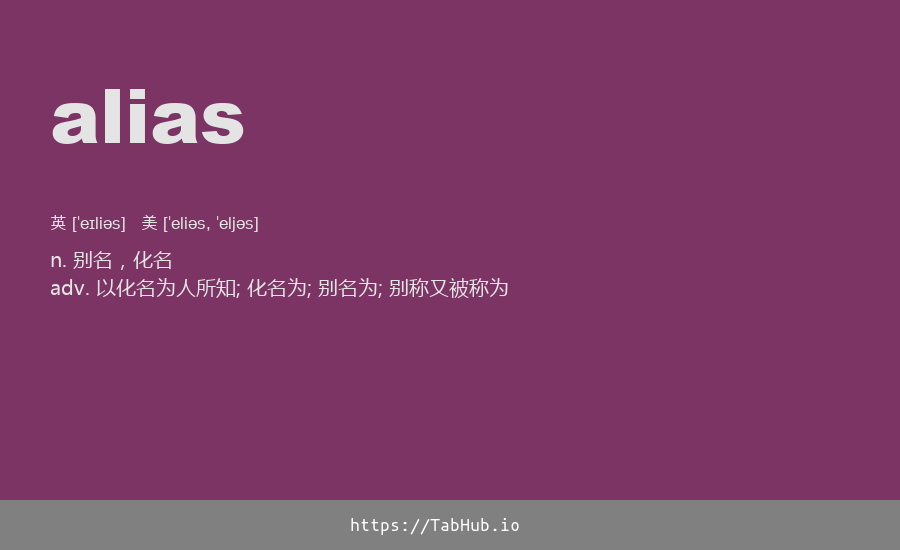 alias
英 [ˈeɪliəs]   美 [ˈeliəs, ˈeljəs]
n. 别名，化名
adv. 以化名为人所知; 化名为; 别名为; 别称又被称为
https://TabHub.io